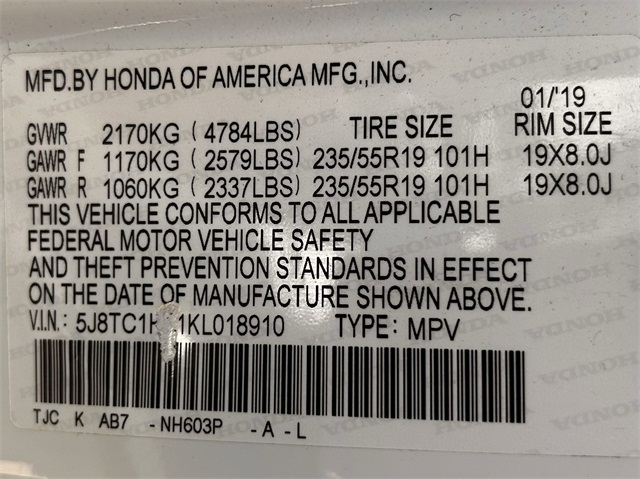 MFD.BY HONDA OF AMERICA MFG.,INC.
01/'19
GVWR 2170KG (4784LBS) TIRE SIZE RIM SIZE
GAWR F 1170KG (2579LBS) 235/55R19 101H 19X8.0J
GAWR R 1060KG (2337LBS) 235/55R19 101H 19X8.0J
THIS VEHICLE CONFORMS TO ALL APPLICABLE
FEDERAL MOTOR VEHICLE SAFETY
AND THEFT PREVENTION STANDARDS IN EFFECT
ON THE DATE OF MANUFACTURE SHOWN ABOVE.
V.I.N.: TYPE: MPV
TJC K AB7 - NH603P - A - L